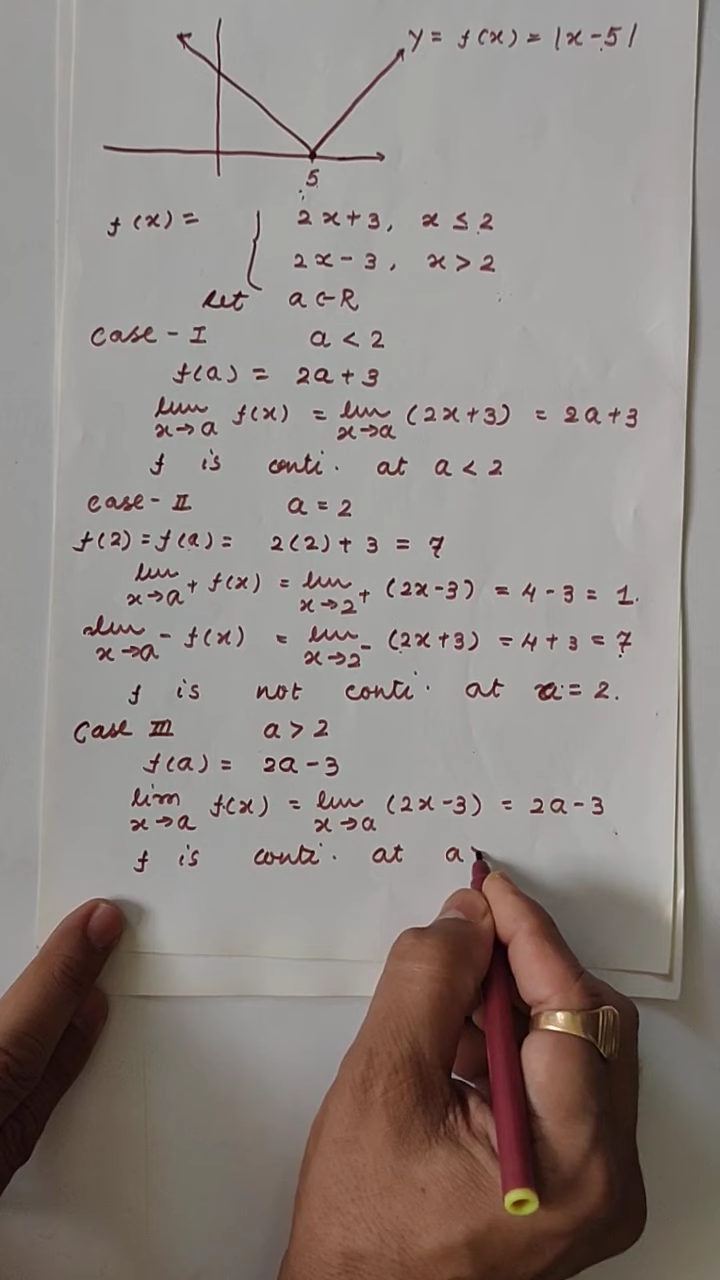 y = f(x) = |x-5|
5
f(x) = { 2x+3, x ≤ 2
2x-3, x > 2
Let a ∈ R
Case - I a < 2
f(a) = 2a+3
lim x→a f(x) = lim x→a (2x+3) = 2a+3
f is conti. at a < 2
Case - II a = 2
f(2) = f(a) = 2(2) + 3 = 7
lim x→a+ f(x) = lim x→2+ (2x-3) = 4-3 = 1.
lim x→a- f(x) = lim x→2- (2x+3) = 4+3 = 7
f is not conti. at a = 2.
Case III a > 2
f(a) = 2a-3
lim x→a f(x) = lim x→a (2x-3) = 2a-3
f is conti. at a >